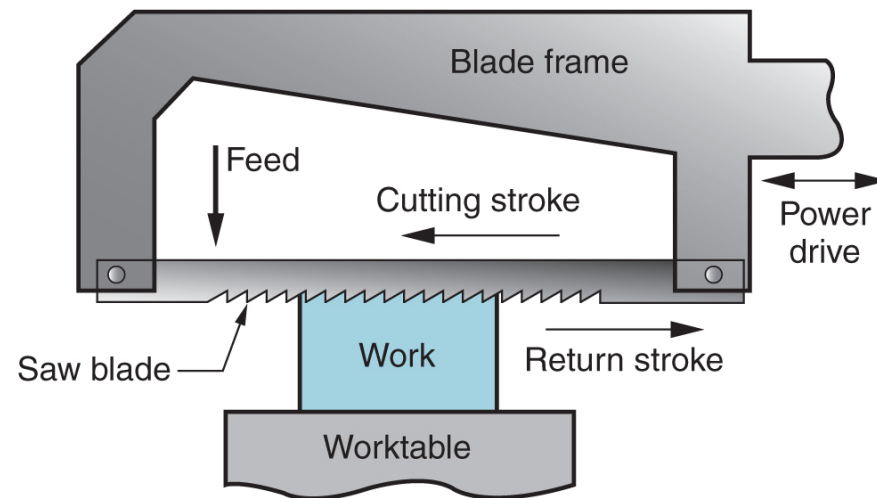 Blade frame
Feed
Cutting stroke
Power
drive
Saw blade
Work
Return stroke
Worktable